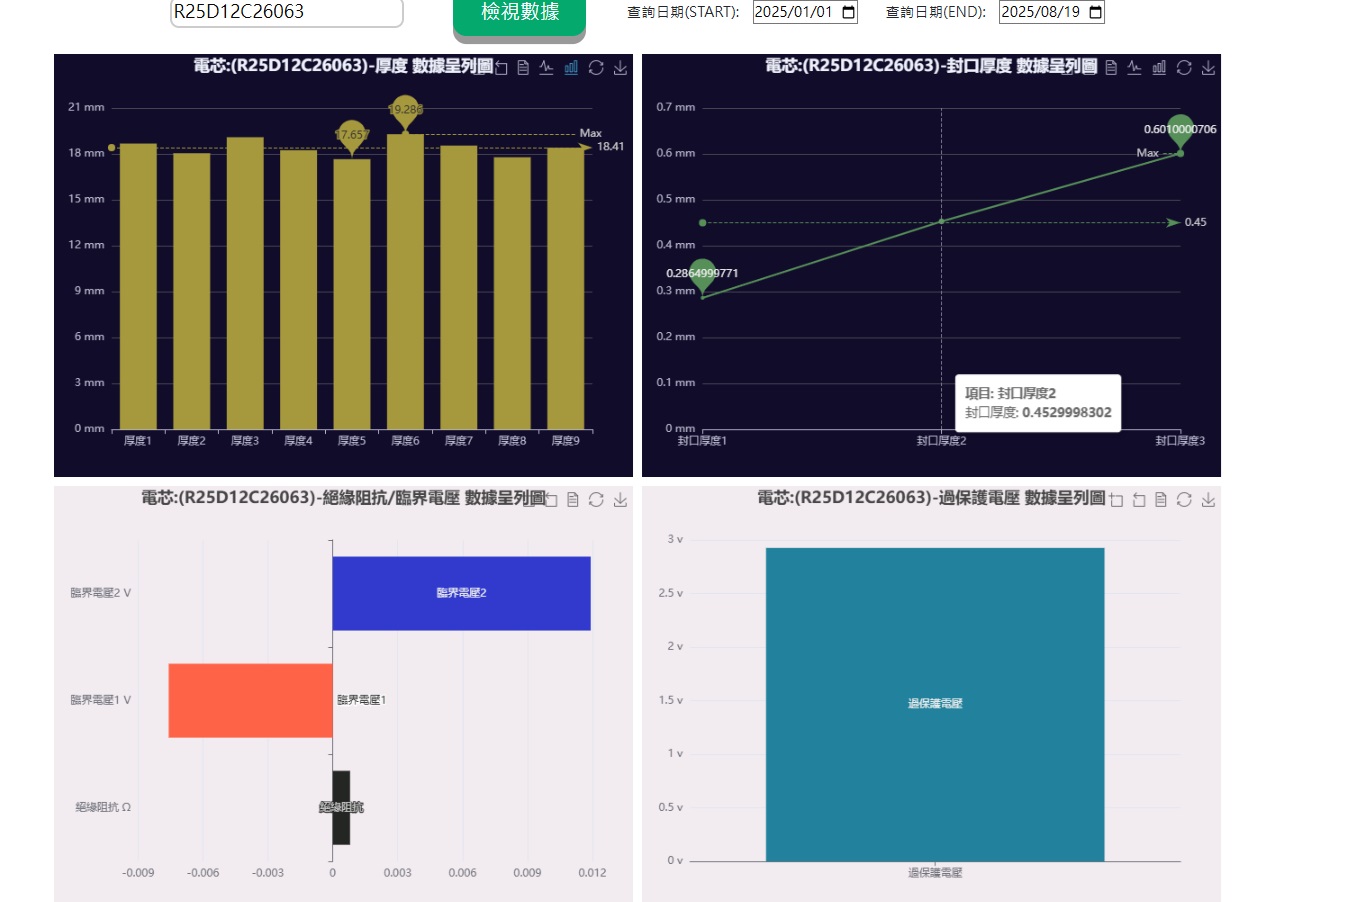 R25D12C26063
檢視數據
查詢日期(START):
2025/01/01
查詢日期(END):
2025/08/19
電芯:(R25D12C26063)-厚度 數據呈列圖
21 mm
18 mm
15 mm
12 mm
9 mm
6 mm
3 mm
0 mm
17.657
19.286
Max
18.41
厚度1
厚度2
厚度3
厚度4
厚度5
厚度6
厚度7
厚度8
厚度9
電芯:(R25D12C26063)-封口厚度 數據呈列圖
0.7 mm
0.6 mm
0.5 mm
0.4 mm
0.3 mm
0.2 mm
0.1 mm
0 mm
0.6010000706
Max
0.45
0.2864999771
項目: 封口厚度2
封口厚度: 0.4529998302
封口厚度1
封口厚度2
封口厚度3
電芯:(R25D12C26063)-絕緣阻抗/臨界電壓 數據呈列圖
臨界電壓2 V
臨界電壓2
臨界電壓1 V
臨界電壓1
絕緣阻抗 Ω
絕緣阻抗
-0.009
-0.006
-0.003
0
0.003
0.006
0.009
0.012
電芯:(R25D12C26063)-過保護電壓 數據呈列圖
3 v
2.5 v
2 v
1.5 v
1 v
0.5 v
0 v
過保護電壓
過保護電壓